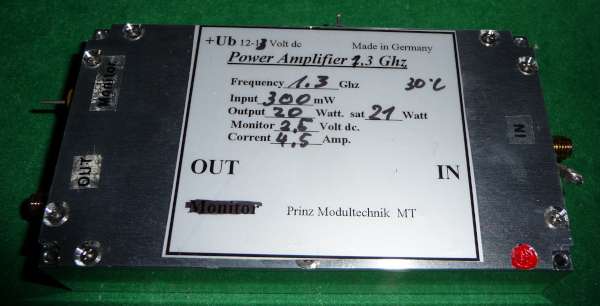 +Ub 12-13 Volt dc Made in Germany
Power Amplifier 1.3 Ghz
Frequency 1.3 Ghz 30°C
Input 300 mW
Output 20 Watt. sat 21 Watt
Monitor 2.5 Volt dc.
Corrent 4.5 Amp.
OUT IN
Monitor Prinz Modultechnik MT
Monitor
OUT
IN